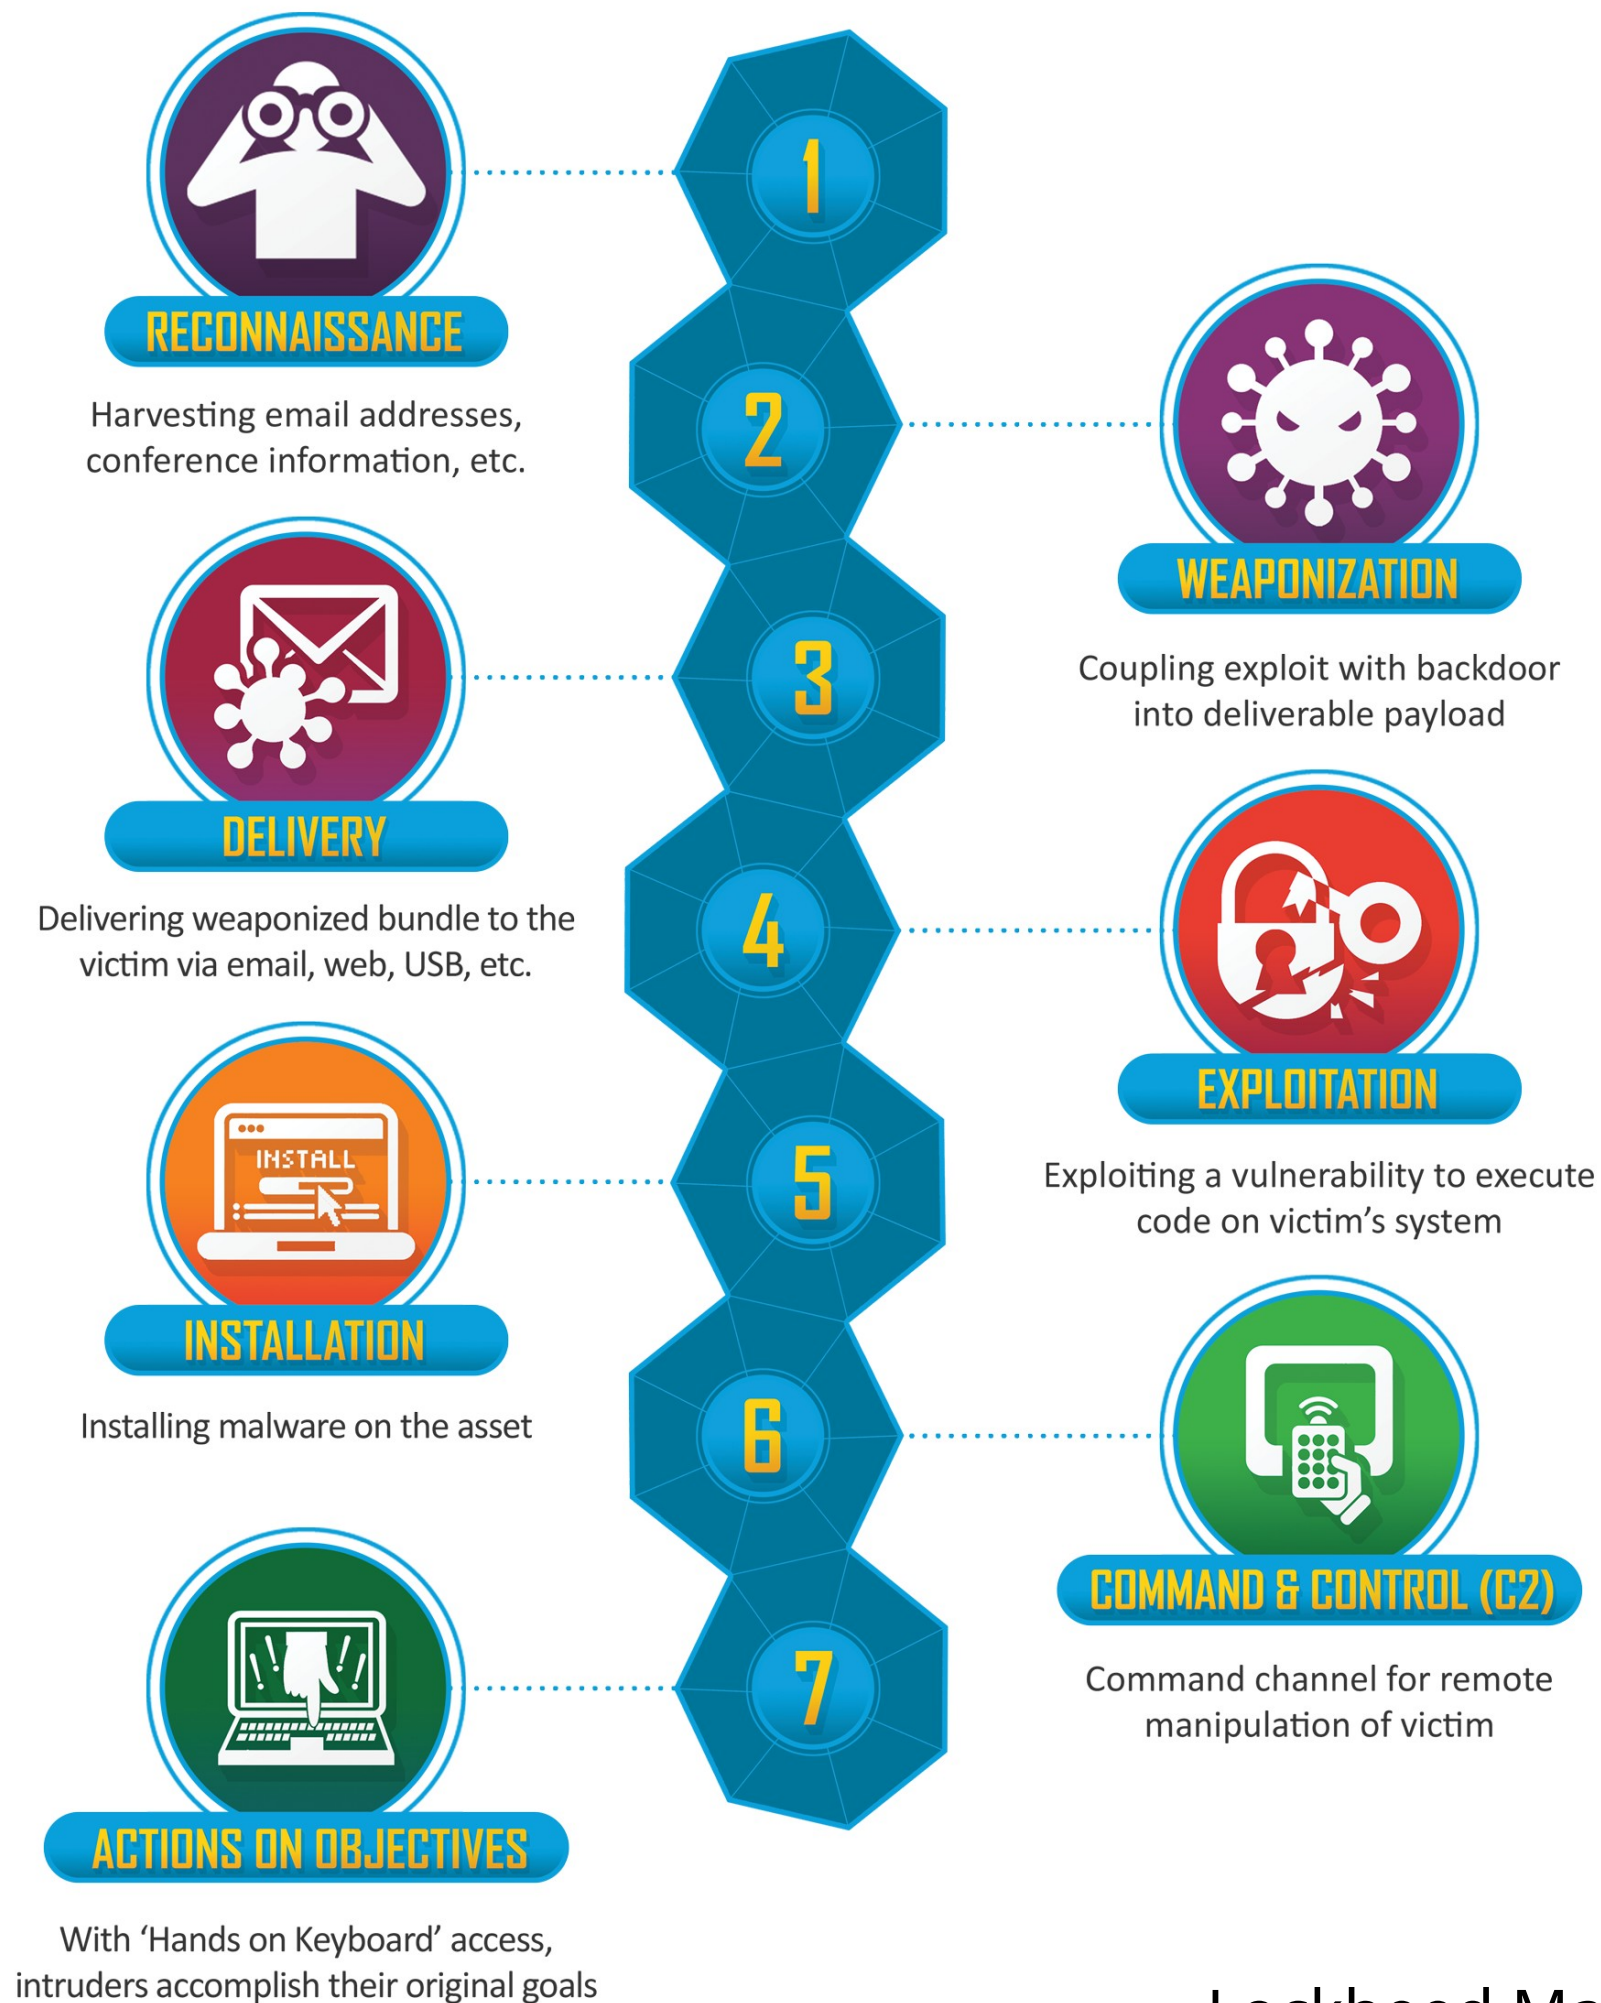 1
RECONNAISSANCE
Harvesting email addresses,
conference information, etc.
2
WEAPONIZATION
Coupling exploit with backdoor
into deliverable payload
3
DELIVERY
Delivering weaponized bundle to the
victim via email, web, USB, etc.
4
EXPLOITATION
Exploiting a vulnerability to execute
code on victim’s system
5
INSTALL
INSTALLATION
Installing malware on the asset
6
COMMAND & CONTROL (C2)
Command channel for remote
manipulation of victim
7
ACTIONS ON OBJECTIVES
With ‘Hands on Keyboard’ access,
intruders accomplish their original goals